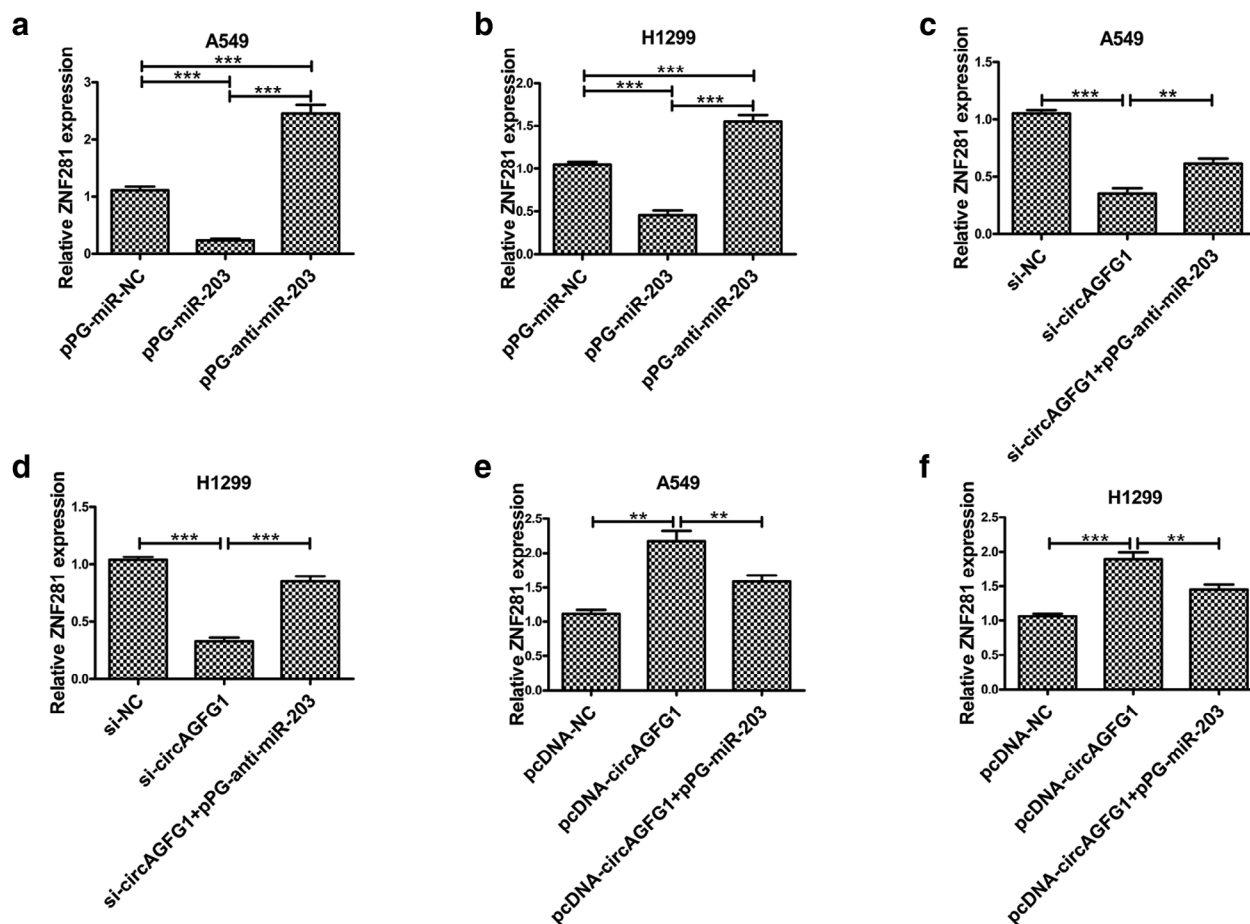 a
A549
Relative ZNF281 expression
3
2
1
0
***
***
***
pPG-miR-NC
pPG-miR-203
pPG-anti-miR-203
b
H1299
Relative ZNF281 expression
2.0
1.5
1.0
0.5
0.0
***
***
***
pPG-miR-NC
pPG-miR-203
pPG-anti-miR-203
c
A549
Relative ZNF281 expression
1.5
1.0
0.5
0.0
***
**
si-NC
si-circAGFG1
si-circAGFG1+pPG-anti-miR-203
d
H1299
Relative ZNF281 expression
1.5
1.0
0.5
0.0
***
***
si-NC
si-circAGFG1
si-circAGFG1+pPG-anti-miR-203
e
A549
Relative ZNF281 expression
2.5
2.0
1.5
1.0
0.5
0.0
**
**
pcDNA-NC
pcDNA-circAGFG1
pcDNA-circAGFG1+pPG-miR-203
f
H1299
Relative ZNF281 expression
2.5
2.0
1.5
1.0
0.5
0.0
***
**
pcDNA-NC
pcDNA-circAGFG1
pcDNA-circAGFG1+pPG-miR-203